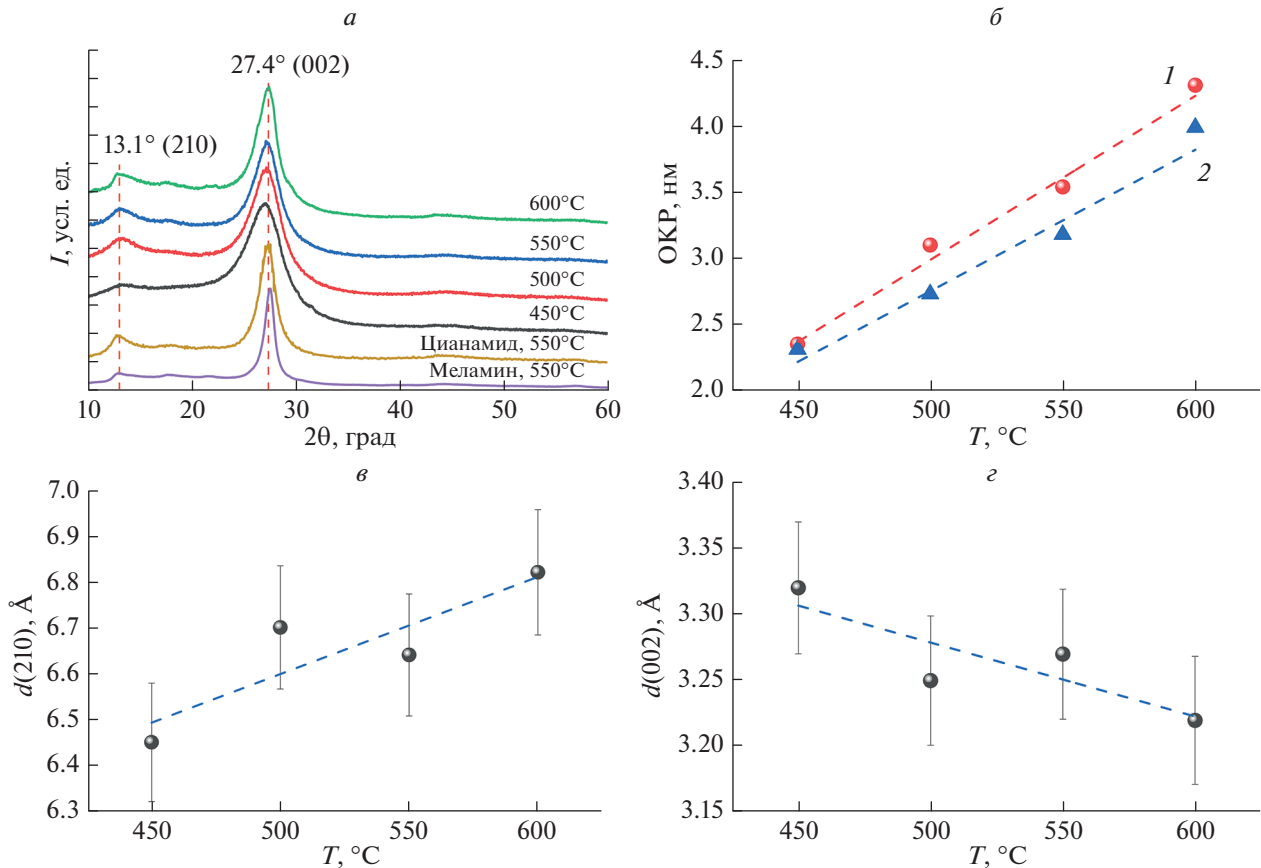 а
27.4° (002)
13.1° (210)
I, усл. ед.
600°C
550°C
500°C
450°C
Цианамид, 550°C
Меламин, 550°C
10 20 30 40 50 60
2θ, град
б
4.5
4.0
3.5
3.0
2.5
2.0
ОКР, нм
1
2
450 500 550 600
T, °C
в
7.0
6.9
6.8
6.7
6.6
6.5
6.4
6.3
d(210), Å
450 500 550 600
T, °C
г
3.40
3.35
3.30
3.25
3.20
3.15
d(002), Å
450 500 550 600
T, °C